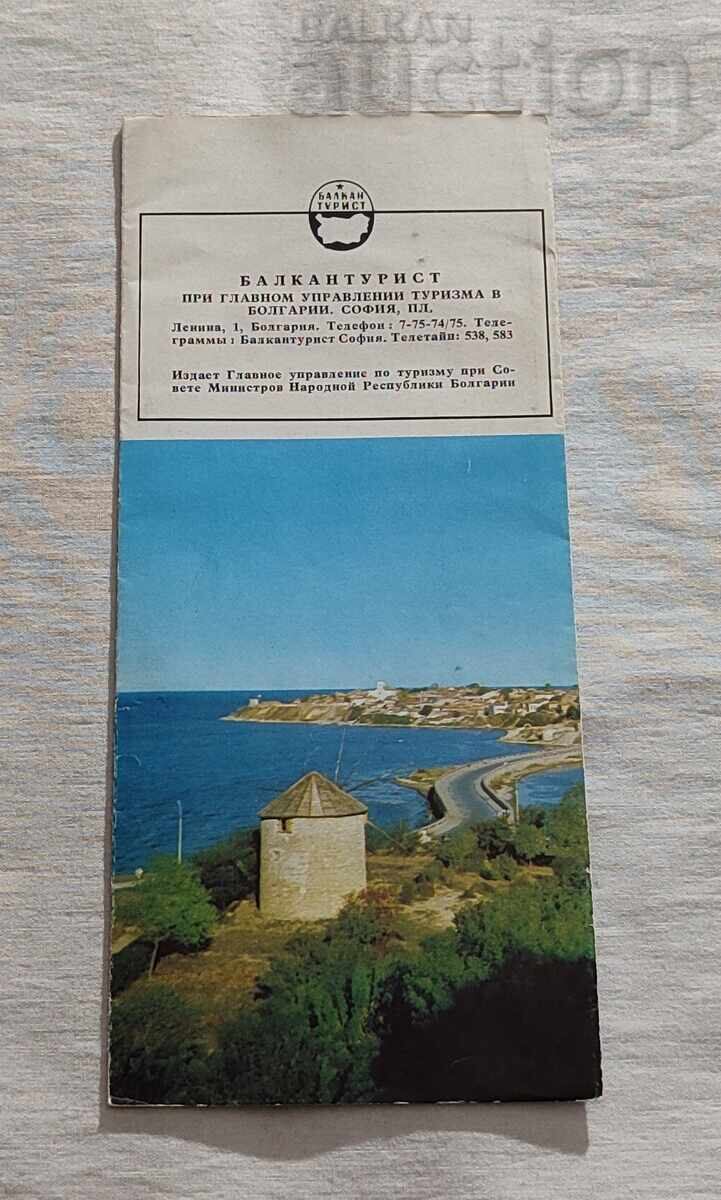 BALKAN
auction
БАЛКАН
ТУРИСТ
БАЛКАНТУРИСТ
ПРИ ГЛАВНОМ УПРАВЛЕНИИ ТУРИЗМА В
БОЛГАРИИ. СОФИЯ, ПЛ.
Ленина, 1, Болгария. Телефон : 7-75-74/75. Теле-
граммы : Балкантурист София. Телетайп: 538, 583
Издает Главное управление по туризму при Со-
вете Министров Народной Республики Болгарии